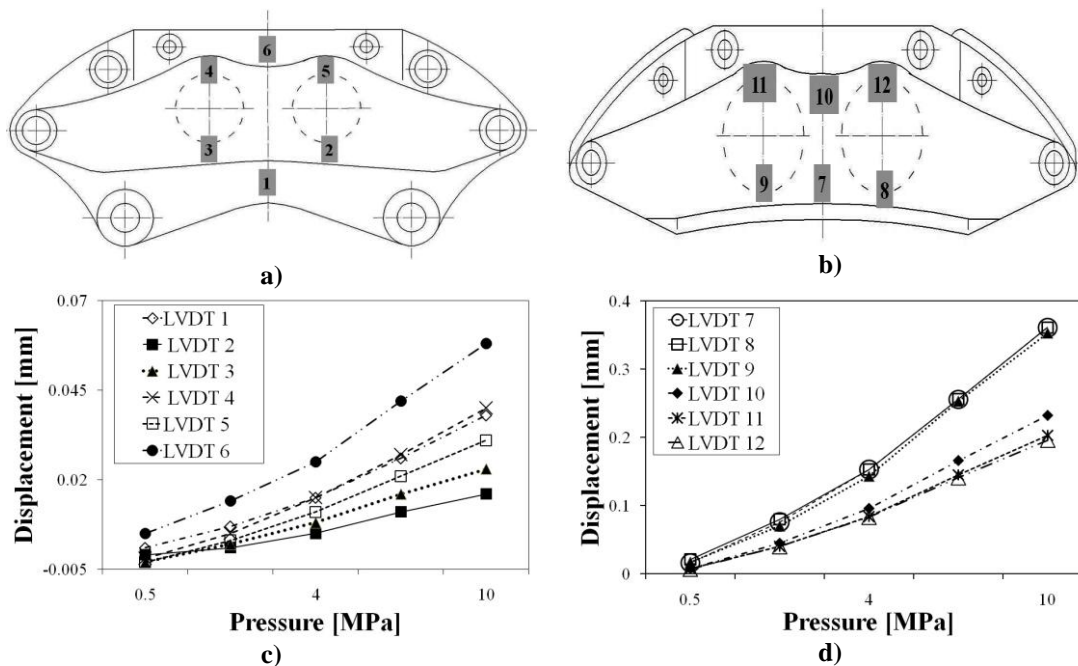 6
4
5
3
2
1
a)
11
12
10
9
7
8
b)
Displacement [mm]
0.07
0.045
0.02
-0.005
LVDT 1
LVDT 2
LVDT 3
LVDT 4
LVDT 5
LVDT 6
0.5
4
10
Pressure [MPa]
c)
Displacement [mm]
0.4
0.3
0.2
0.1
0
LVDT 7
LVDT 8
LVDT 9
LVDT 10
LVDT 11
LVDT 12
0.5
4
10
Pressure [MPa]
d)